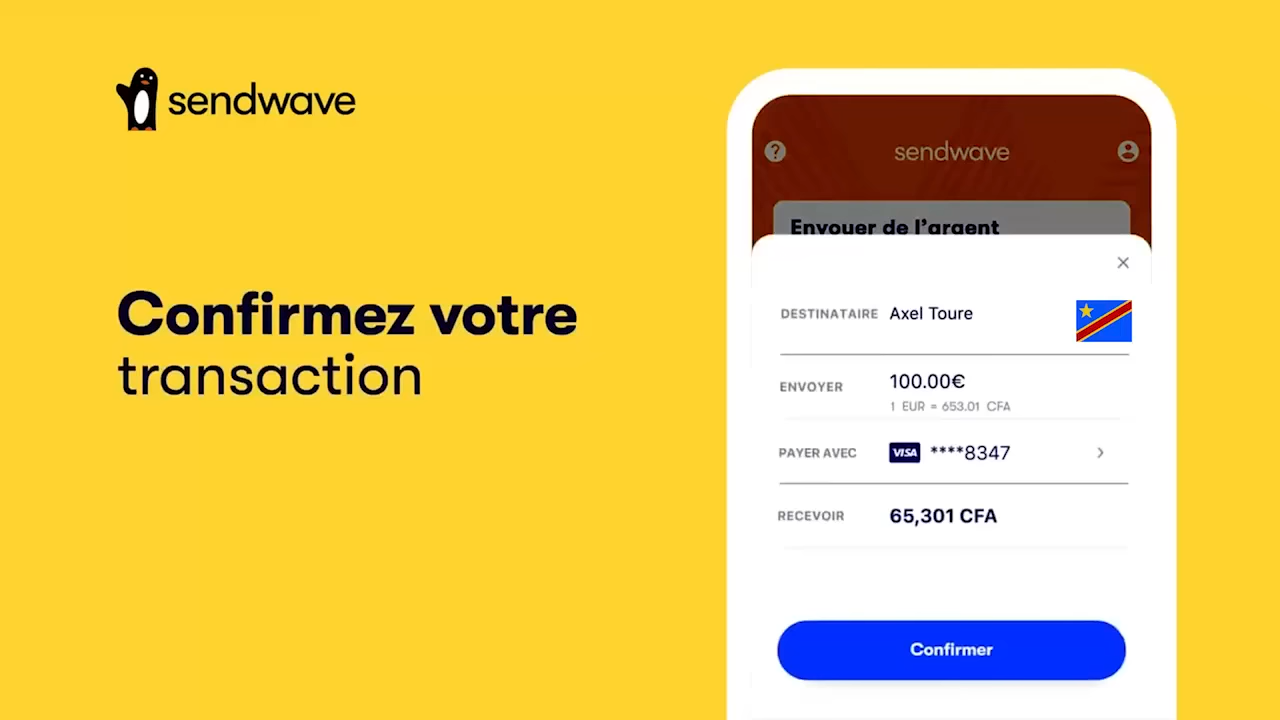 sendwave
Confirmez votre
transaction
sendwave
Envoyer de l'argent
DESTINATAIRE Axel Toure
ENVOYER 100.00€
1 EUR = 653.01 CFA
PAYER AVEC VISA ****8347
RECEVOIR 65,301 CFA
Confirmer